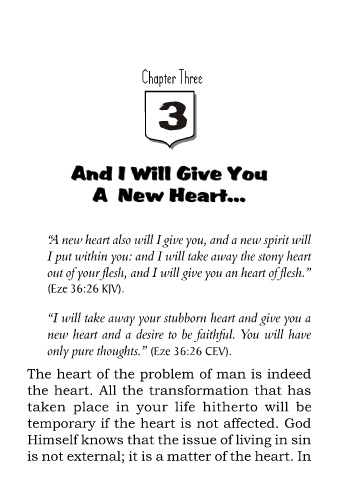 Chapter Three
3
And I Will Give You
A New Heart...
"A new heart also will I give you, and a new spirit will
I put within you: and I will take away the stony heart
out of your flesh, and I will give you an heart of flesh."
(Eze 36:26 KJV).
"I will take away your stubborn heart and give you a
new heart and a desire to be faithful. You will have
only pure thoughts." (Eze 36:26 CEV).
The heart of the problem of man is indeed
the heart. All the transformation that has
taken place in your life hitherto will be
temporary if the heart is not affected. God
Himself knows that the issue of living in sin
is not external; it is a matter of the heart. In